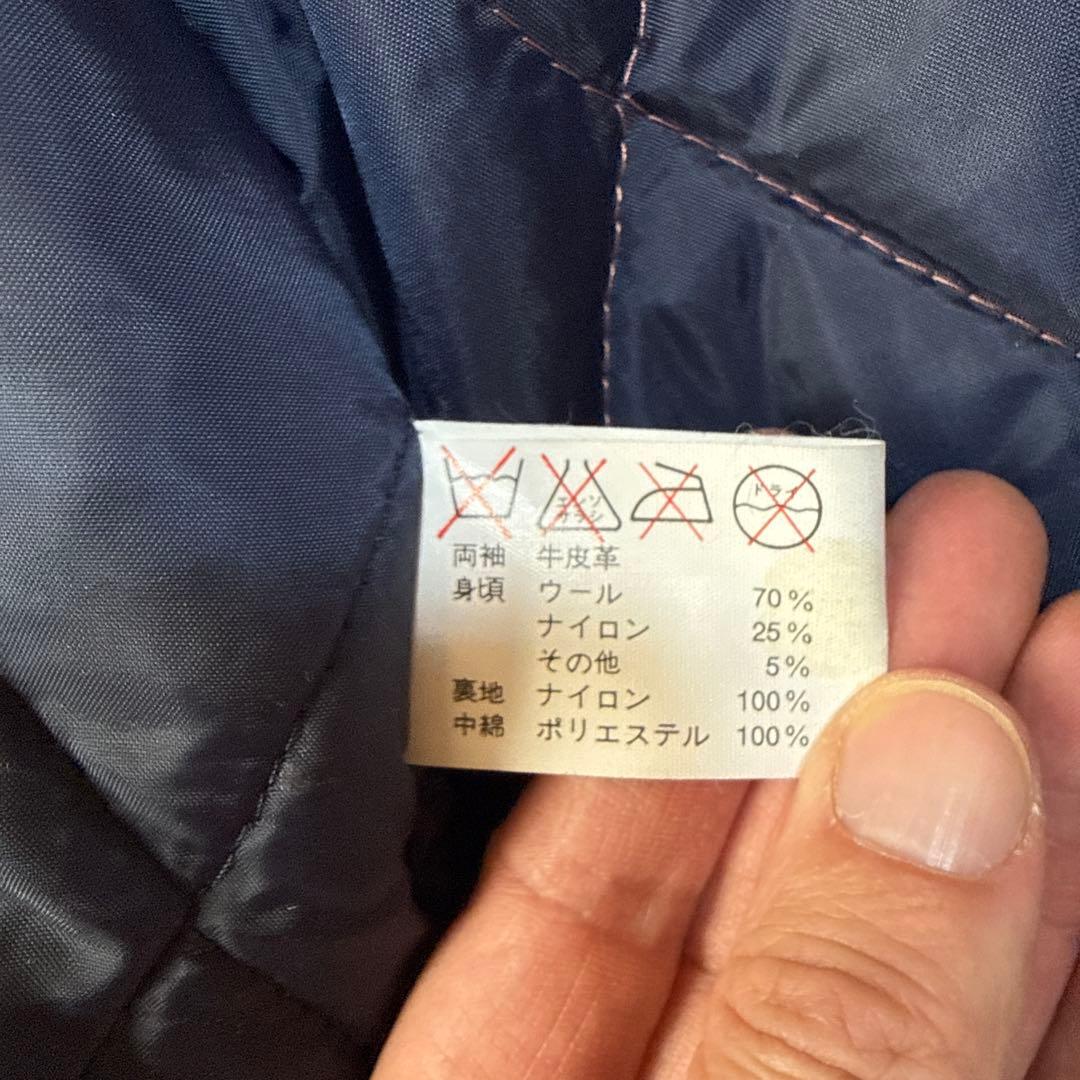 エンソ
サラシ
ドライ
両袖 牛皮革
身頃 ウール 70%
ナイロン 25%
その他 5%
裏地 ナイロン 100%
中綿 ポリエステル 100%